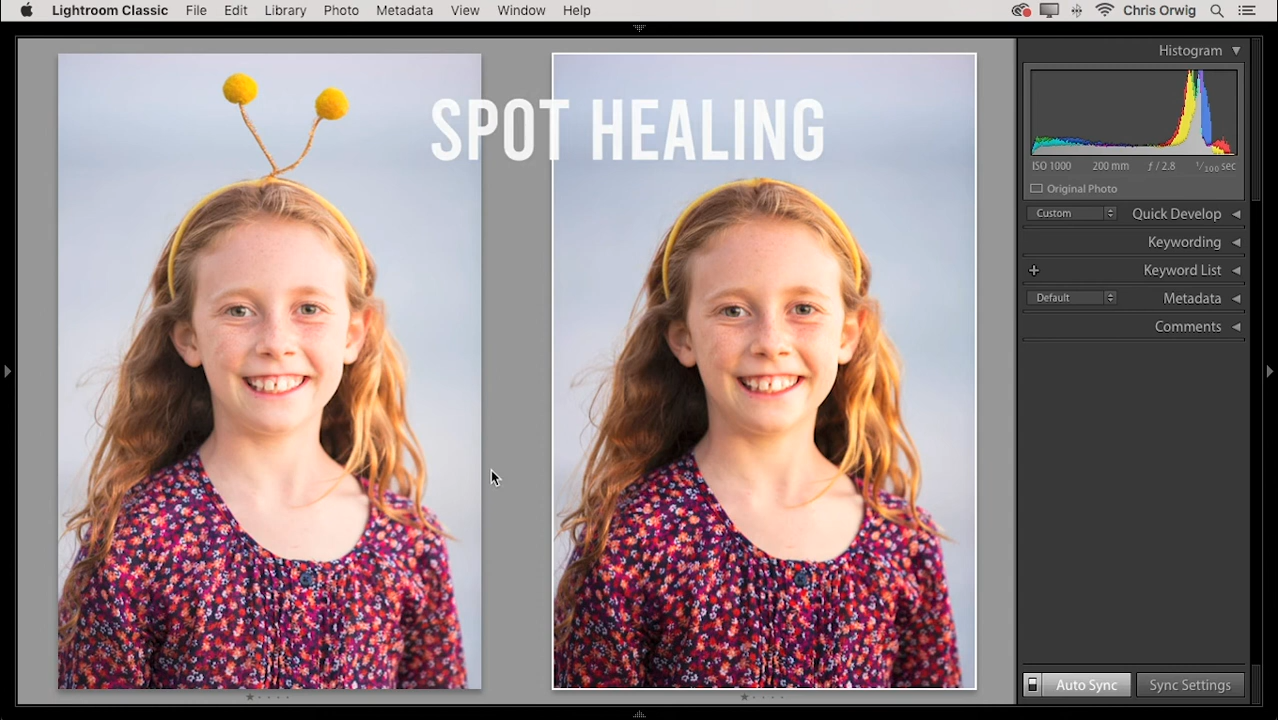 Lightroom Classic File Edit Library Photo Metadata View Window Help Chris Orwig
SPOT HEALING
Histogram
ISO 1000 200 mm ƒ / 2.8 1/100 sec
Original Photo
Custom Quick Develop
Keywording
Keyword List
Default Metadata
Comments
Auto Sync Sync Settings